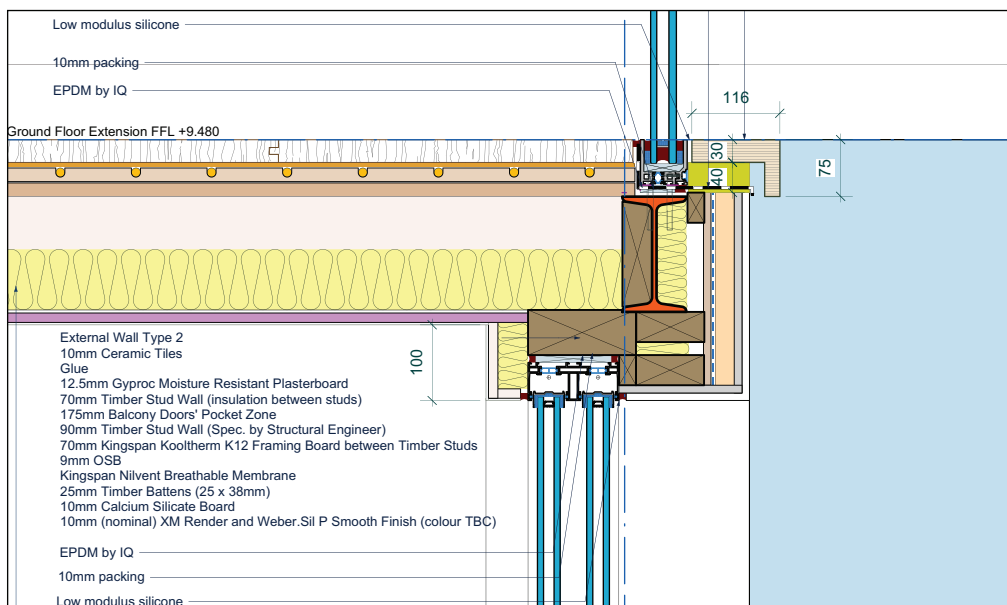 Low modulus silicone
10mm packing
EPDM by IQ
116
Ground Floor Extension FFL +9.480
30
40
75
100
External Wall Type 2
10mm Ceramic Tiles
Glue
12.5mm Gyproc Moisture Resistant Plasterboard
70mm Timber Stud Wall (insulation between studs)
175mm Balcony Doors' Pocket Zone
90mm Timber Stud Wall (Spec. by Structural Engineer)
70mm Kingspan Kooltherm K12 Framing Board between Timber Studs
9mm OSB
Kingspan Nilvent Breathable Membrane
25mm Timber Battens (25 x 38mm)
10mm Calcium Silicate Board
10mm (nominal) XM Render and Weber.Sil P Smooth Finish (colour TBC)
EPDM by IQ
10mm packing
Low modulus silicone